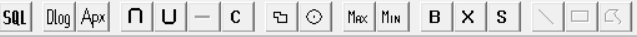 SQL Dlog Apx ∩ U — C Max Min B X S